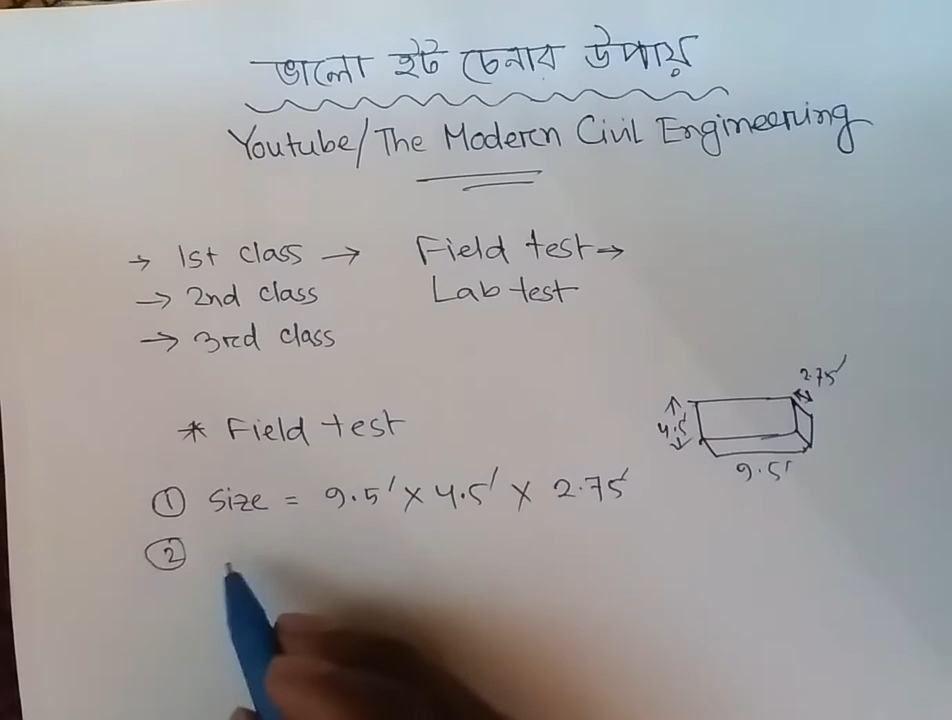 ভালো ইট চেনার উপায়
Youtube/The Modern Civil Engineering
→ 1st class → Field test →
→ 2nd class Lab test
→ 3rd class
2.75'
4.5'
9.5'
* Field test
① Size = 9.5' x 4.5' x 2.75'
②